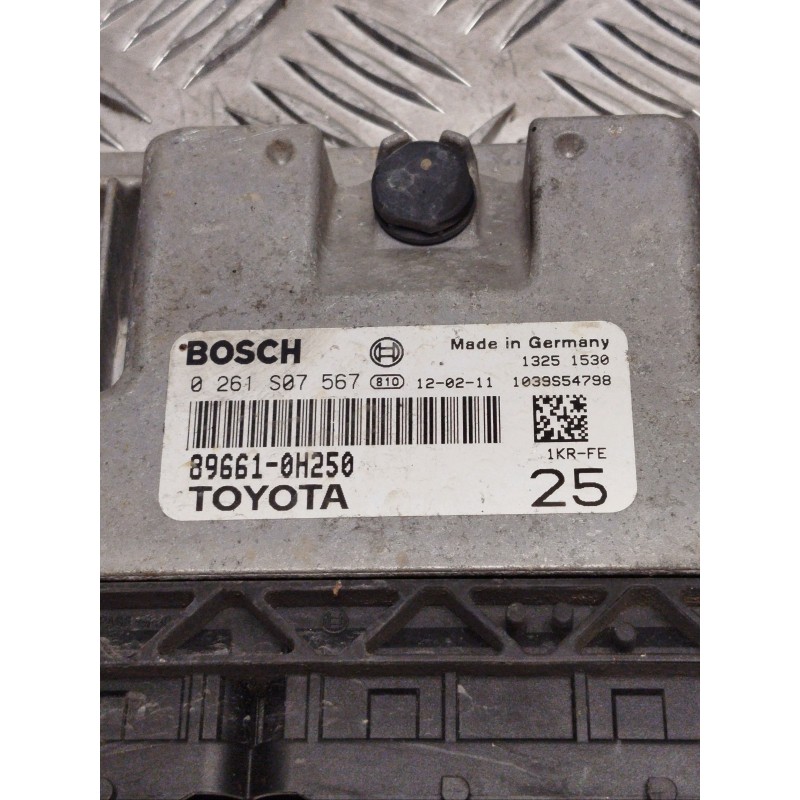 BOSCH Made in Germany
1325 1530
0 261 S07 567 810 12-02-11 1039S54798
89661-0H250 1KR-FE
TOYOTA 25